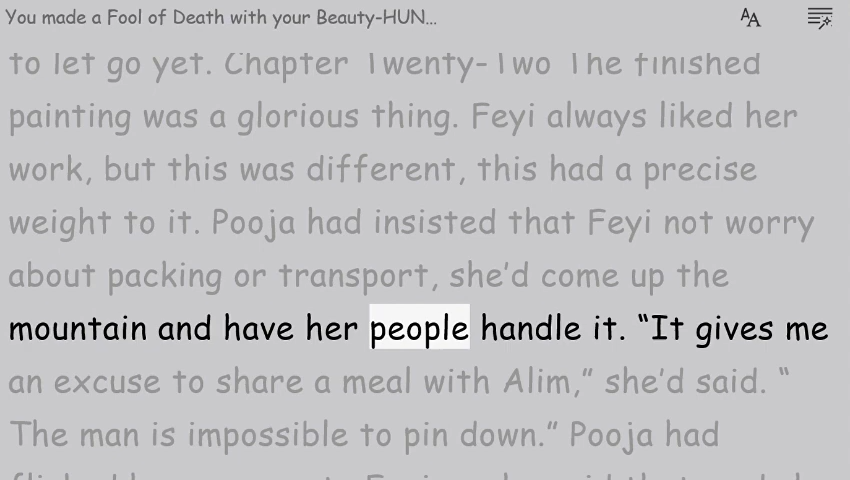 You made a Fool of Death with your Beauty-HUN...
to let go yet. Chapter Twenty-Two The finished
painting was a glorious thing. Feyi always liked her
work, but this was different, this had a precise
weight to it. Pooja had insisted that Feyi not worry
about packing or transport, she’d come up the
mountain and have her people handle it. “It gives me
an excuse to share a meal with Alim,” she’d said. “
The man is impossible to pin down.” Pooja had